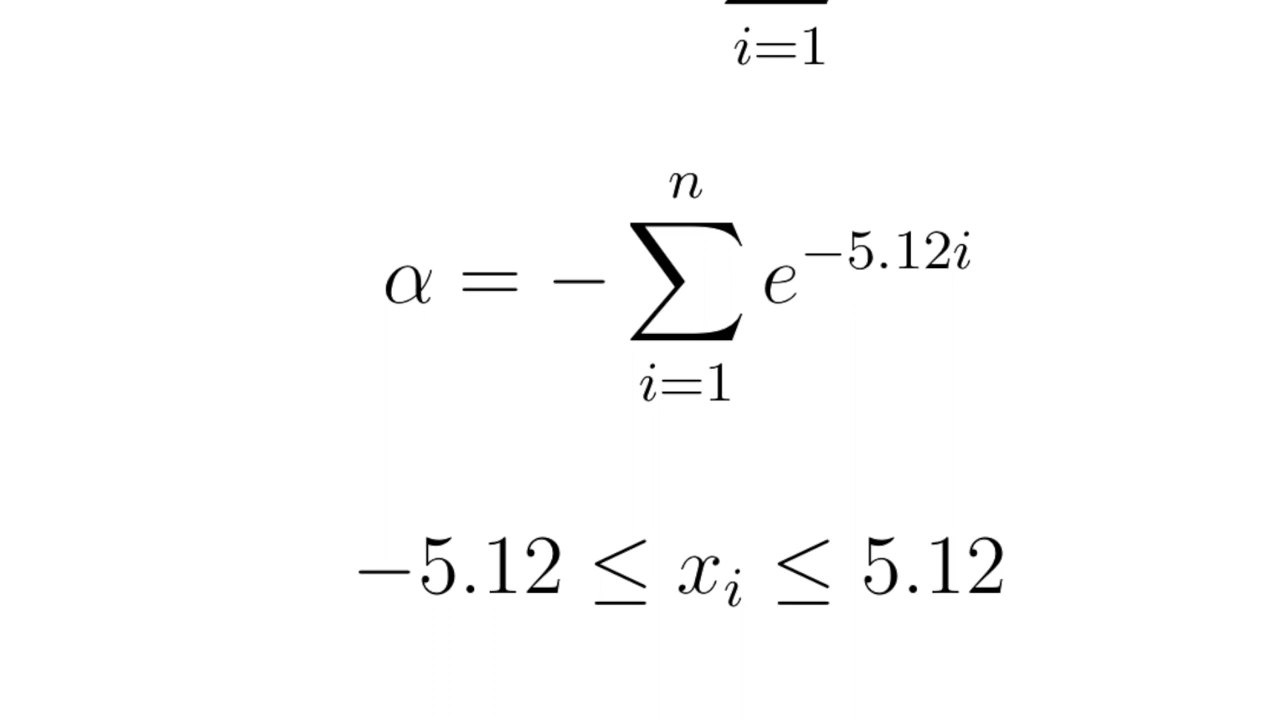 i=1
n
α = − ∑ e^{−5.12i}
i=1
−5.12 ≤ x_i ≤ 5.12